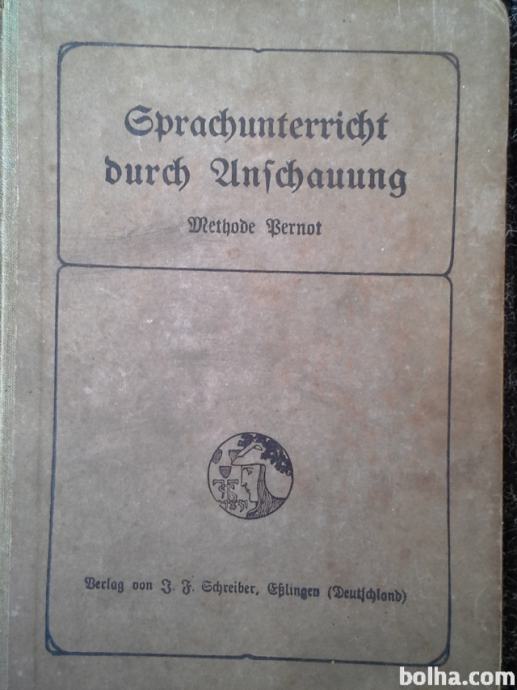 Sprachunterricht
durch Anschauung
Methode Pernot
Verlag von J. F. Schreiber, Eßlingen (Deutschland)
bolha.com